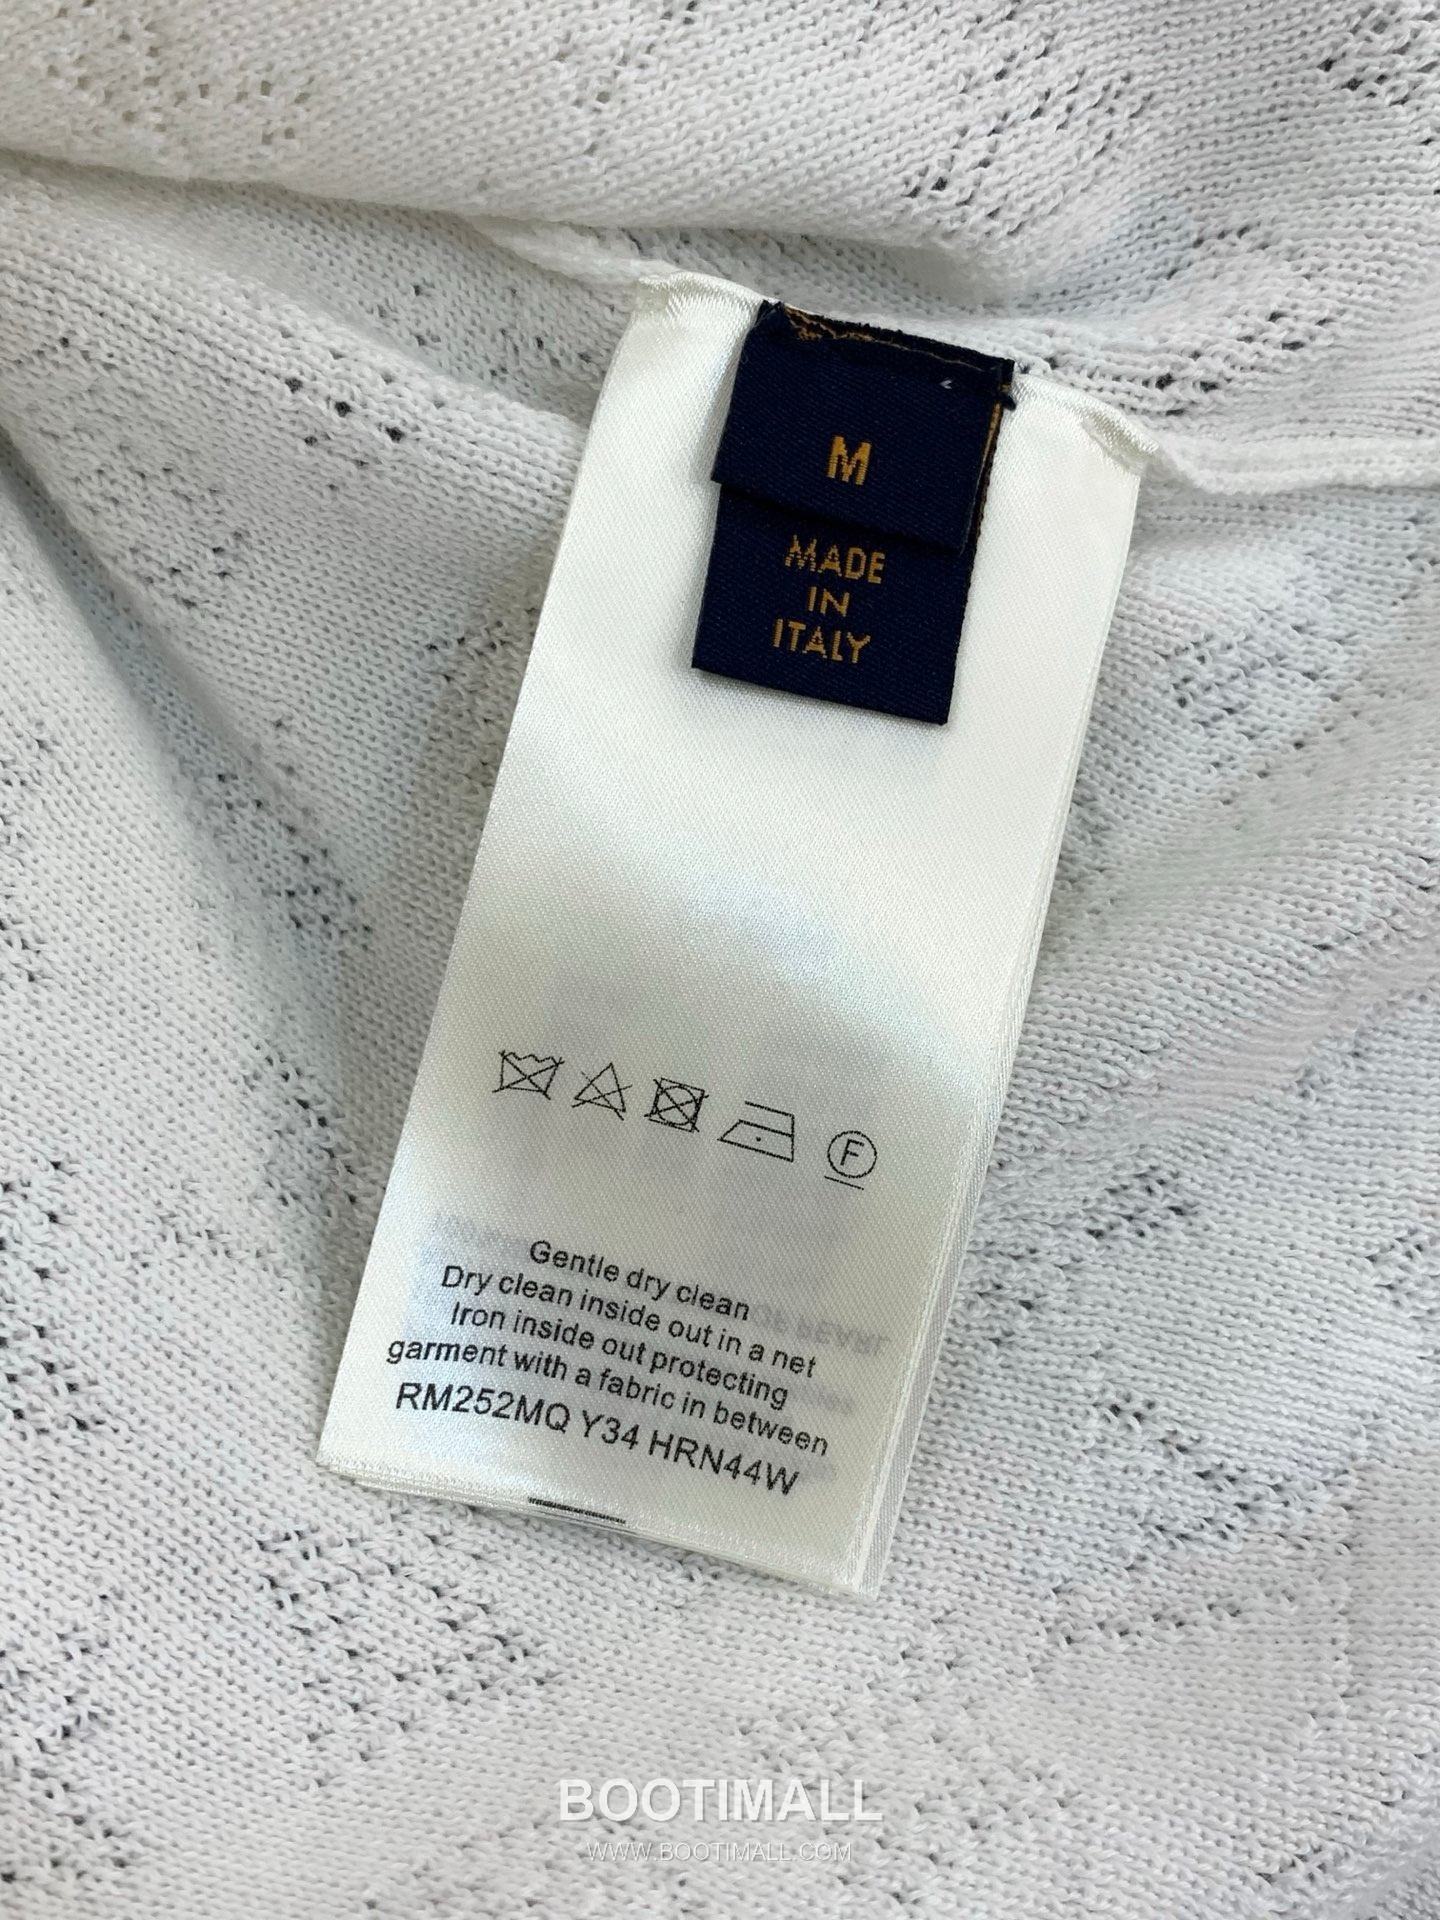 M
MADE
IN
ITALY
F
Gentle dry clean
Dry clean inside out in a net
Iron inside out protecting
garment with a fabric in between
RM252MQ Y34 HRN44W
BOOTIMALL
WWW.BOOTIMALL.COM